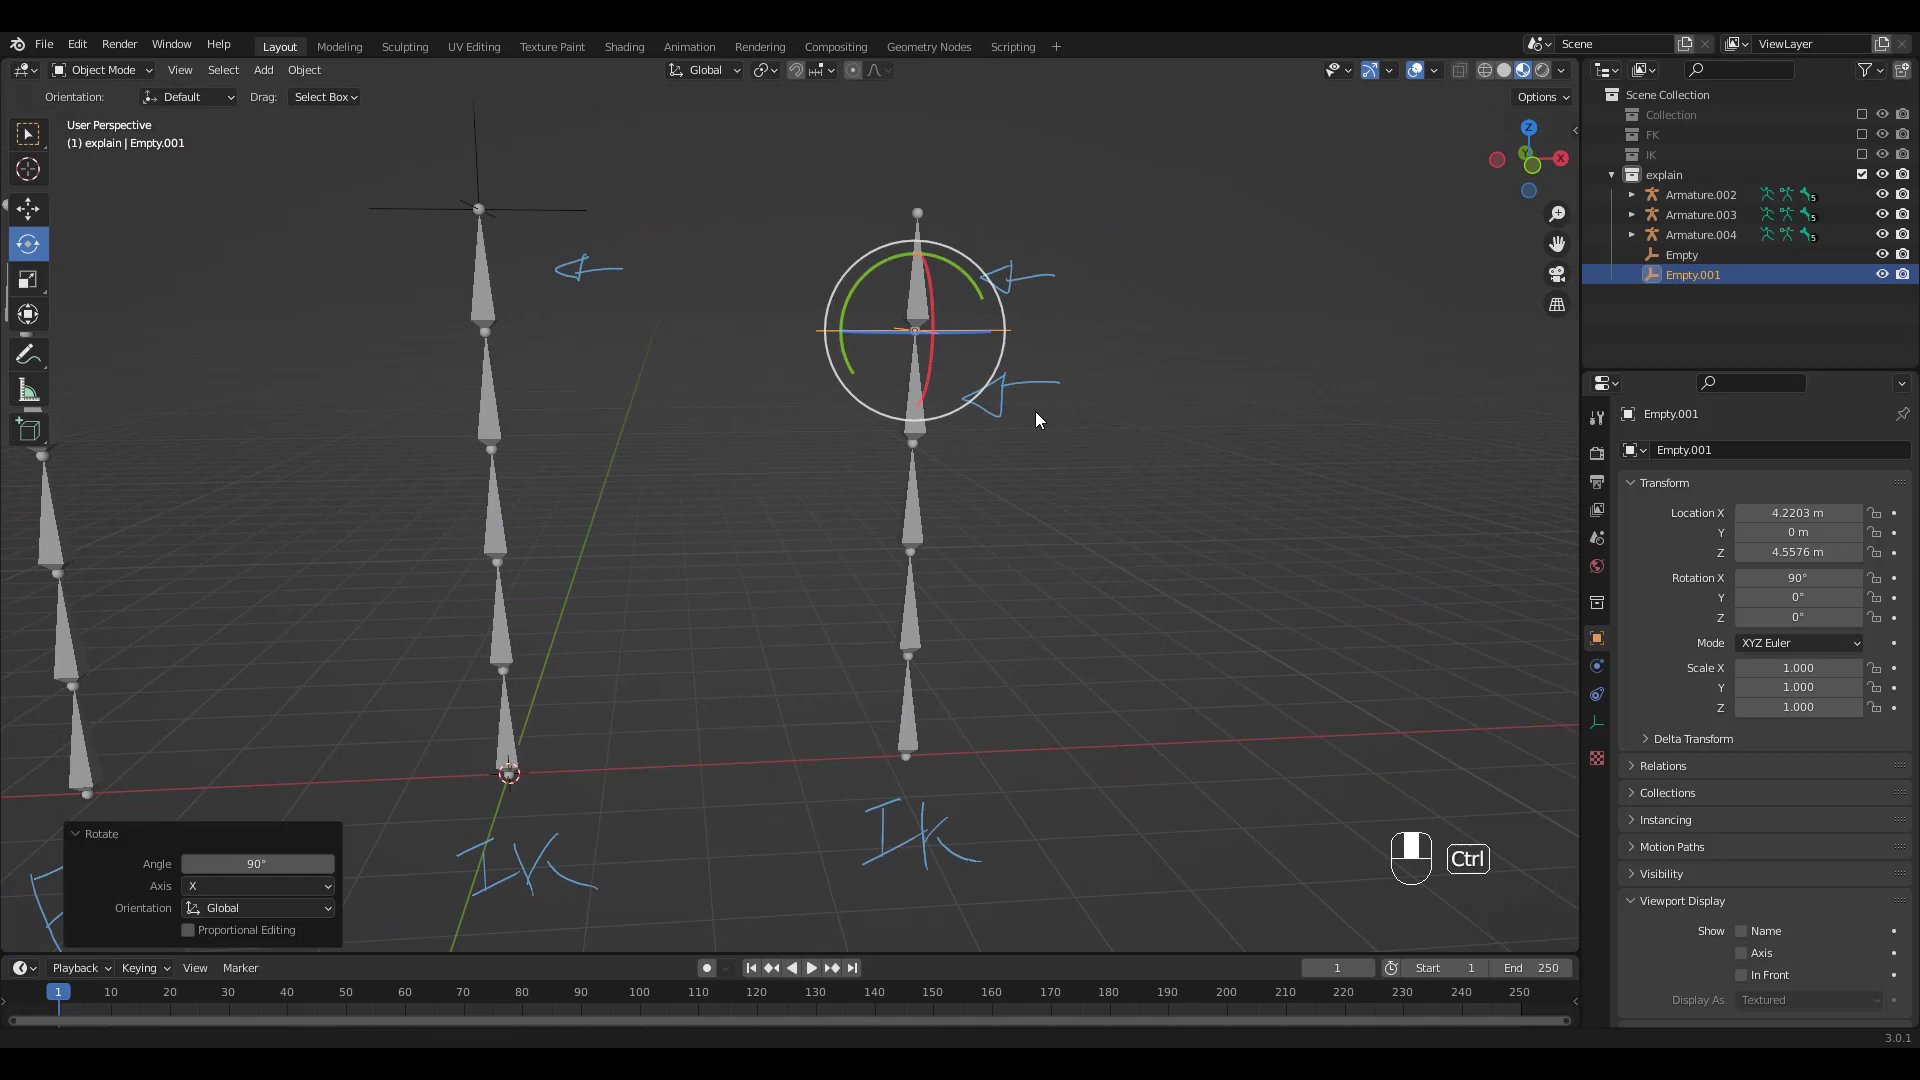 File Edit Render Window Help Layout Modeling Sculpting UV Editing Texture Paint Shading Animation Rendering Compositing Geometry Nodes Scripting + Scene ViewLayer
Object Mode View Select Add Object Global
Orientation: Default Drag: Select Box Options
User Perspective
(1) explain | Empty.001
Z
Y
X
Scene Collection
Collection
FK
IK
explain
Armature.002 5
Armature.003 5
Armature.004 5
Empty
Empty.001
Empty.001
Empty.001
Transform
Location X 4.2203 m
Y 0 m
Z 4.5576 m
Rotation X 90°
Y 0°
Z 0°
Mode XYZ Euler
Scale X 1.000
Y 1.000
Z 1.000
Delta Transform
Relations
Collections
Instancing
Motion Paths
Visibility
Viewport Display
Show Name
Axis
In Front
Display As Textured
IK
IK
Ctrl
Rotate
Angle 90°
Axis X
Orientation Global
Proportional Editing
Playback Keying View Marker 1 Start 1 End 250
1 10 20 30 40 50 60 70 80 90 100 110 120 130 140 150 160 170 180 190 200 210 220 230 240 250
3.0.1